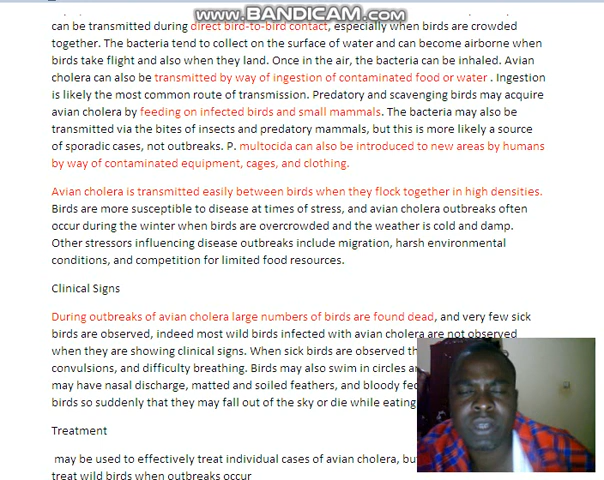 www.BANDICAM.com
can be transmitted during direct bird-to-bird contact, especially when birds are crowded
together. The bacteria tend to collect on the surface of water and can become airborne when
birds take flight and also when they land. Once in the air, the bacteria can be inhaled. Avian
cholera can also be transmitted by way of ingestion of contaminated food or water . Ingestion
is likely the most common route of transmission. Predatory and scavenging birds may acquire
avian cholera by feeding on infected birds and small mammals. The bacteria may also be
transmitted via the bites of insects and predatory mammals, but this is more likely a source
of sporadic cases, not outbreaks. P. multocida can also be introduced to new areas by humans
by way of contaminated equipment, cages, and clothing.
Avian cholera is transmitted easily between birds when they flock together in high densities.
Birds are more susceptible to disease at times of stress, and avian cholera outbreaks often
occur during the winter when birds are overcrowded and the weather is cold and damp.
Other stressors influencing disease outbreaks include migration, harsh environmental
conditions, and competition for limited food resources.
Clinical Signs
During outbreaks of avian cholera large numbers of birds are found dead, and very few sick
birds are observed, indeed most wild birds infected with avian cholera are not observed
when they are showing clinical signs. When sick birds are observed
convulsions, and difficulty breathing. Birds may also swim in circles
may have nasal discharge, matted and soiled feathers, and bloody
birds so suddenly that they may fall out of the sky or die while eating
Treatment
may be used to effectively treat individual cases of avian cholera,
treat wild birds when outbreaks occur